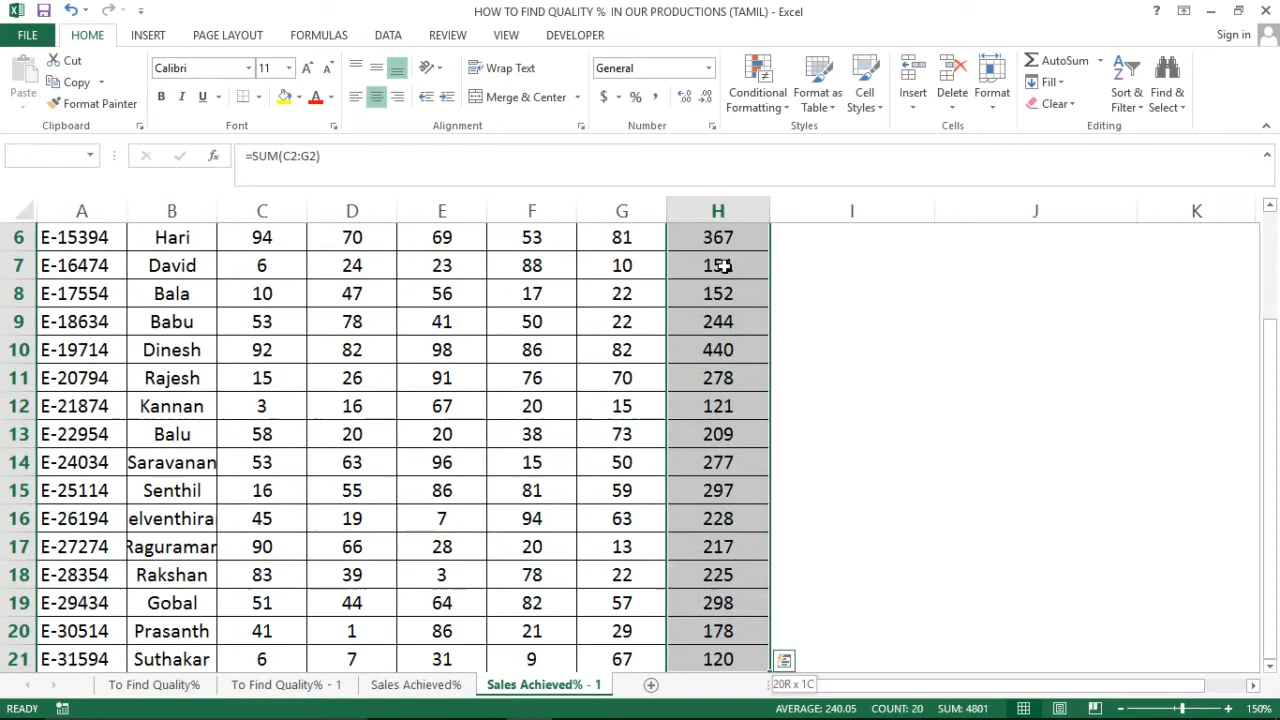 HOW TO FIND QUALITY % IN OUR PRODUCTIONS (TAMIL) - Excel
FILE HOME INSERT PAGE LAYOUT FORMULAS DATA REVIEW VIEW DEVELOPER Sign in
Paste
Cut
Copy
Format Painter
Calibri 11
B I U
Wrap Text
Merge & Center
General
$ % ,
Conditional Formatting
Format as Table
Cell Styles
Insert
Delete
Format
AutoSum
Fill
Clear
Sort & Filter
Find & Select
Clipboard Font Alignment Number Styles Cells Editing
fx =SUM(C2:G2)
A B C D E F G H I J K
6 E-15394 Hari 94 70 69 53 81 367
7 E-16474 David 6 24 23 88 10
8 E-17554 Bala 10 47 56 17 22 152
9 E-18634 Babu 53 78 41 50 22 244
10 E-19714 Dinesh 92 82 98 86 82 440
11 E-20794 Rajesh 15 26 91 76 70 278
12 E-21874 Kannan 3 16 67 20 15 121
13 E-22954 Balu 58 20 20 38 73 209
14 E-24034 Saravanan 53 63 96 15 50 277
15 E-25114 Senthil 16 55 86 81 59 297
16 E-26194 elventhira 45 19 7 94 63 228
17 E-27274 Raguraman 90 66 28 20 13 217
18 E-28354 Rakshan 83 39 3 78 22 225
19 E-29434 Gobal 51 44 64 82 57 298
20 E-30514 Prasanth 41 1 86 21 29 178
21 E-31594 Suthakar 6 7 31 9 67 120
To Find Quality% To Find Quality% - 1 Sales Achieved% Sales Achieved% - 1 20R x 1C
READY AVERAGE: 240.05 COUNT: 20 SUM: 4801 150%